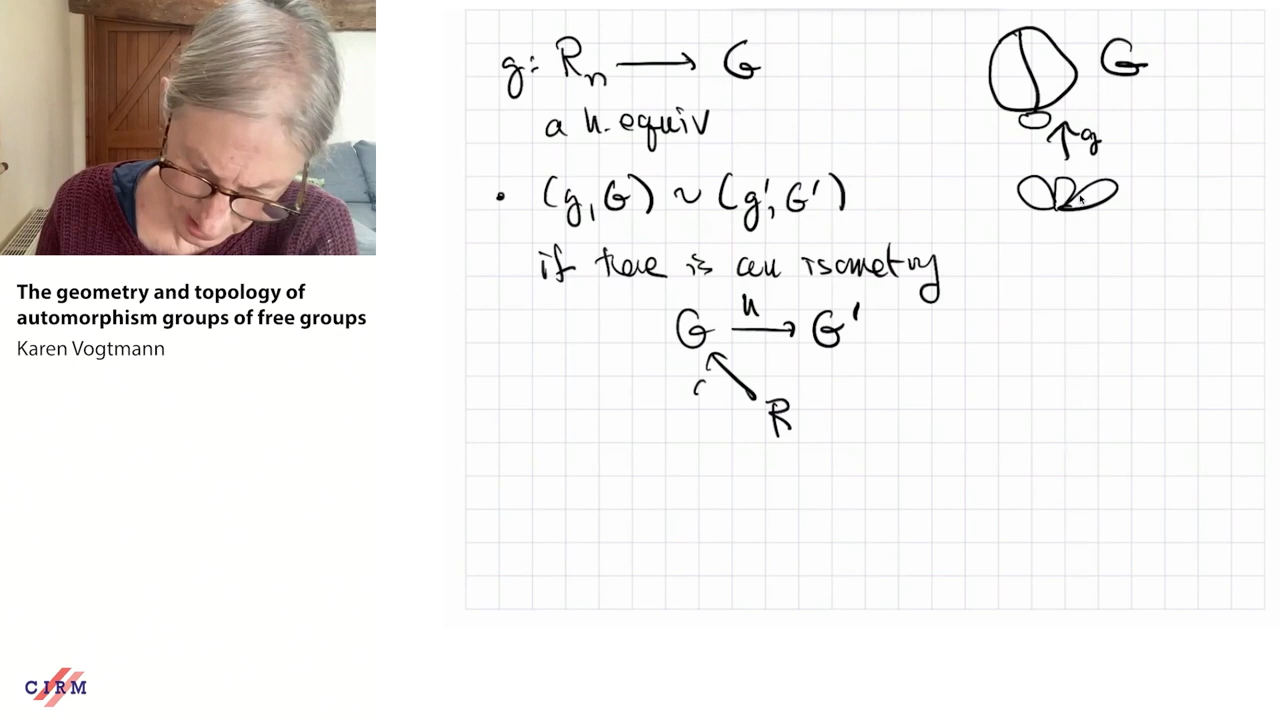 g: Rn → G
a h. equiv
• (g, G) ~ (g', G')
if there is an isometry
h
G → G'
R
G
g
The geometry and topology of
automorphism groups of free groups
Karen Vogtmann
CIRM